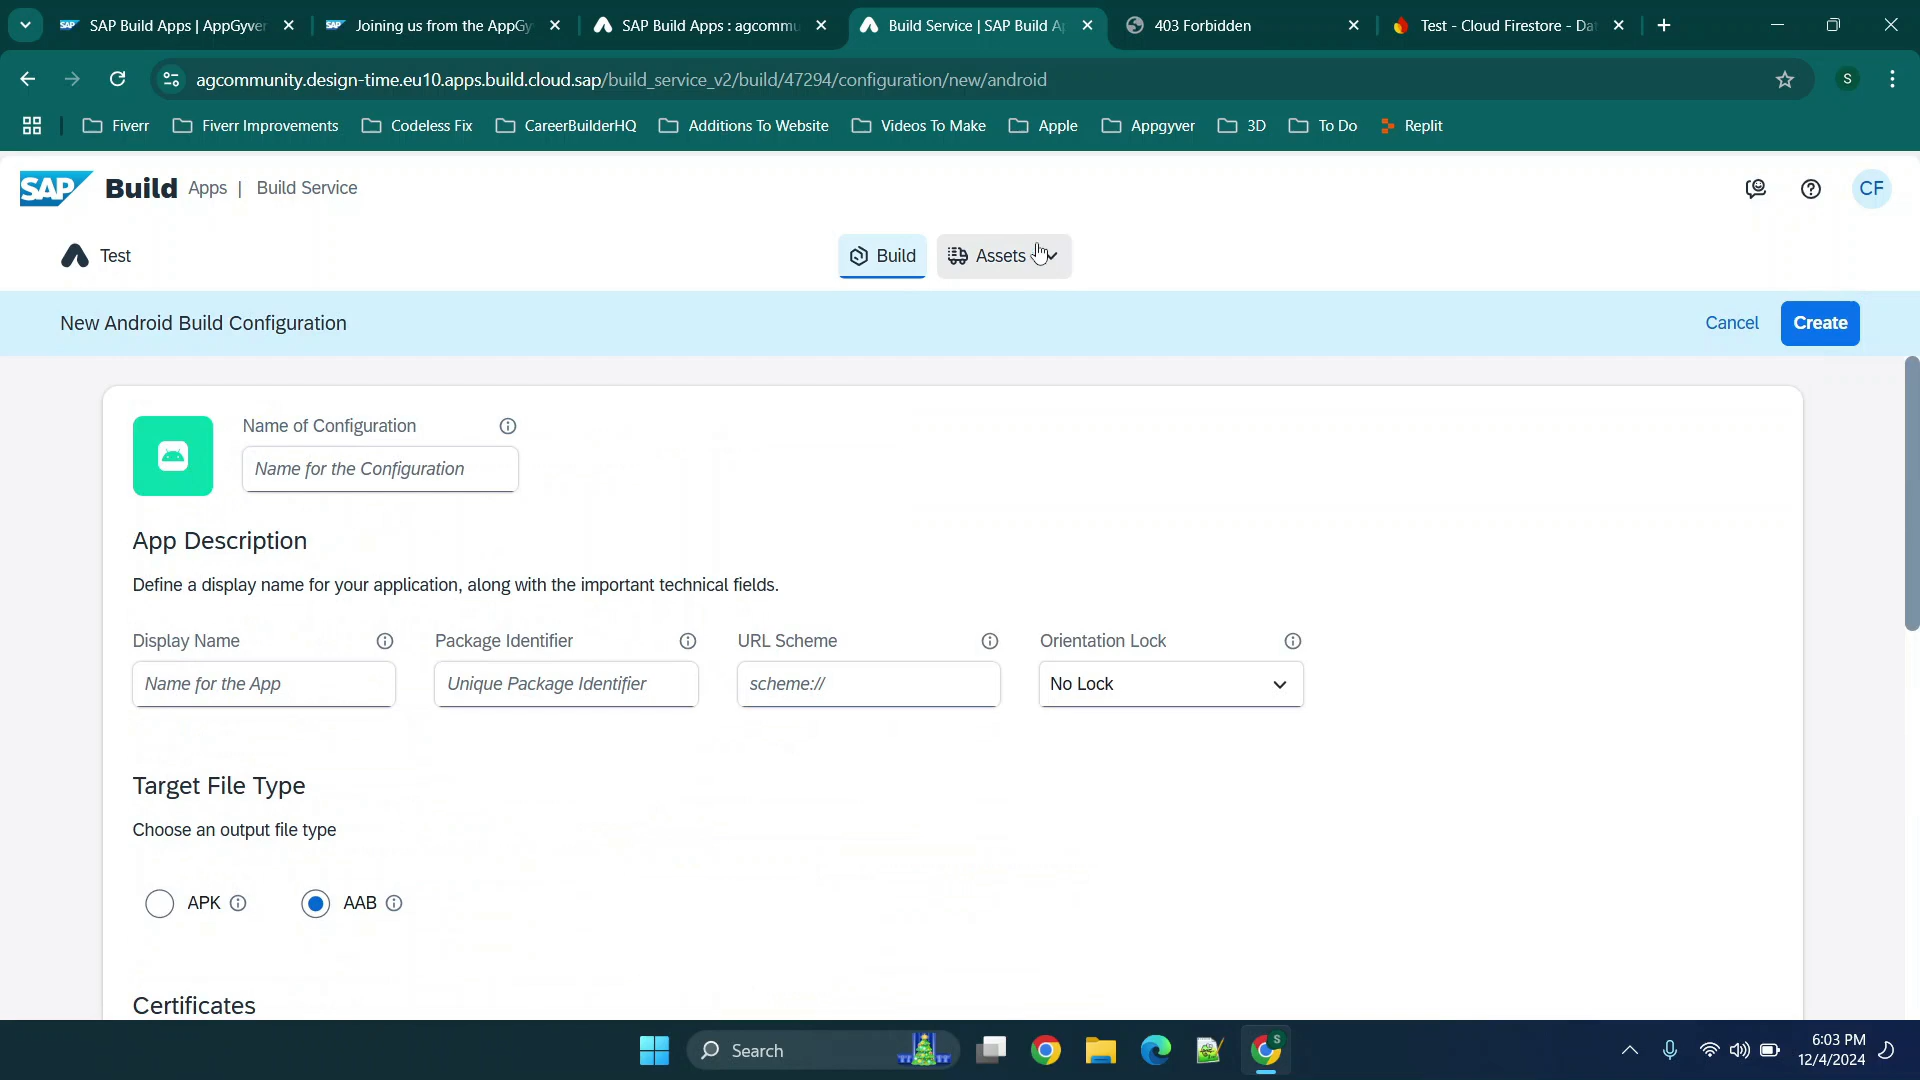 SAP Build Apps | AppGyver
Joining us from the AppGy
SAP Build Apps : agcommu
Build Service | SAP Build Ap
403 Forbidden
Test - Cloud Firestore - Da
agcommunity.design-time.eu10.apps.build.cloud.sap/build_service_v2/build/47294/configuration/new/android
S
Fiverr
Fiverr Improvements
Codeless Fix
CareerBuilderHQ
Additions To Website
Videos To Make
Apple
Appgyver
3D
To Do
Replit
SAP Build Apps | Build Service
CF
Test
Build
Assets
New Android Build Configuration
Cancel
Create
Name of Configuration
Name for the Configuration
App Description
Define a display name for your application, along with the important technical fields.
Display Name
Package Identifier
URL Scheme
Orientation Lock
Name for the App
Unique Package Identifier
scheme://
No Lock
Target File Type
Choose an output file type
APK
AAB
Certificates
Search
S
6:03 PM
12/4/2024